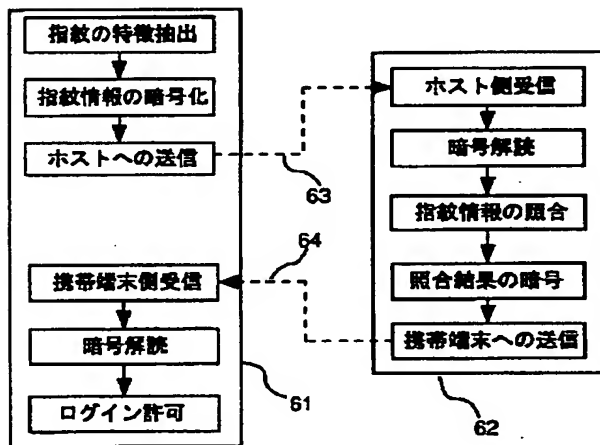 指紋の特徴抽出
指紋情報の暗号化
ホストへの送信
63
64
携帯端末側受信
暗号解読
ログイン許可
61
ホスト側受信
暗号解読
指紋情報の照合
照合結果の暗号
携帯端末への送信
62